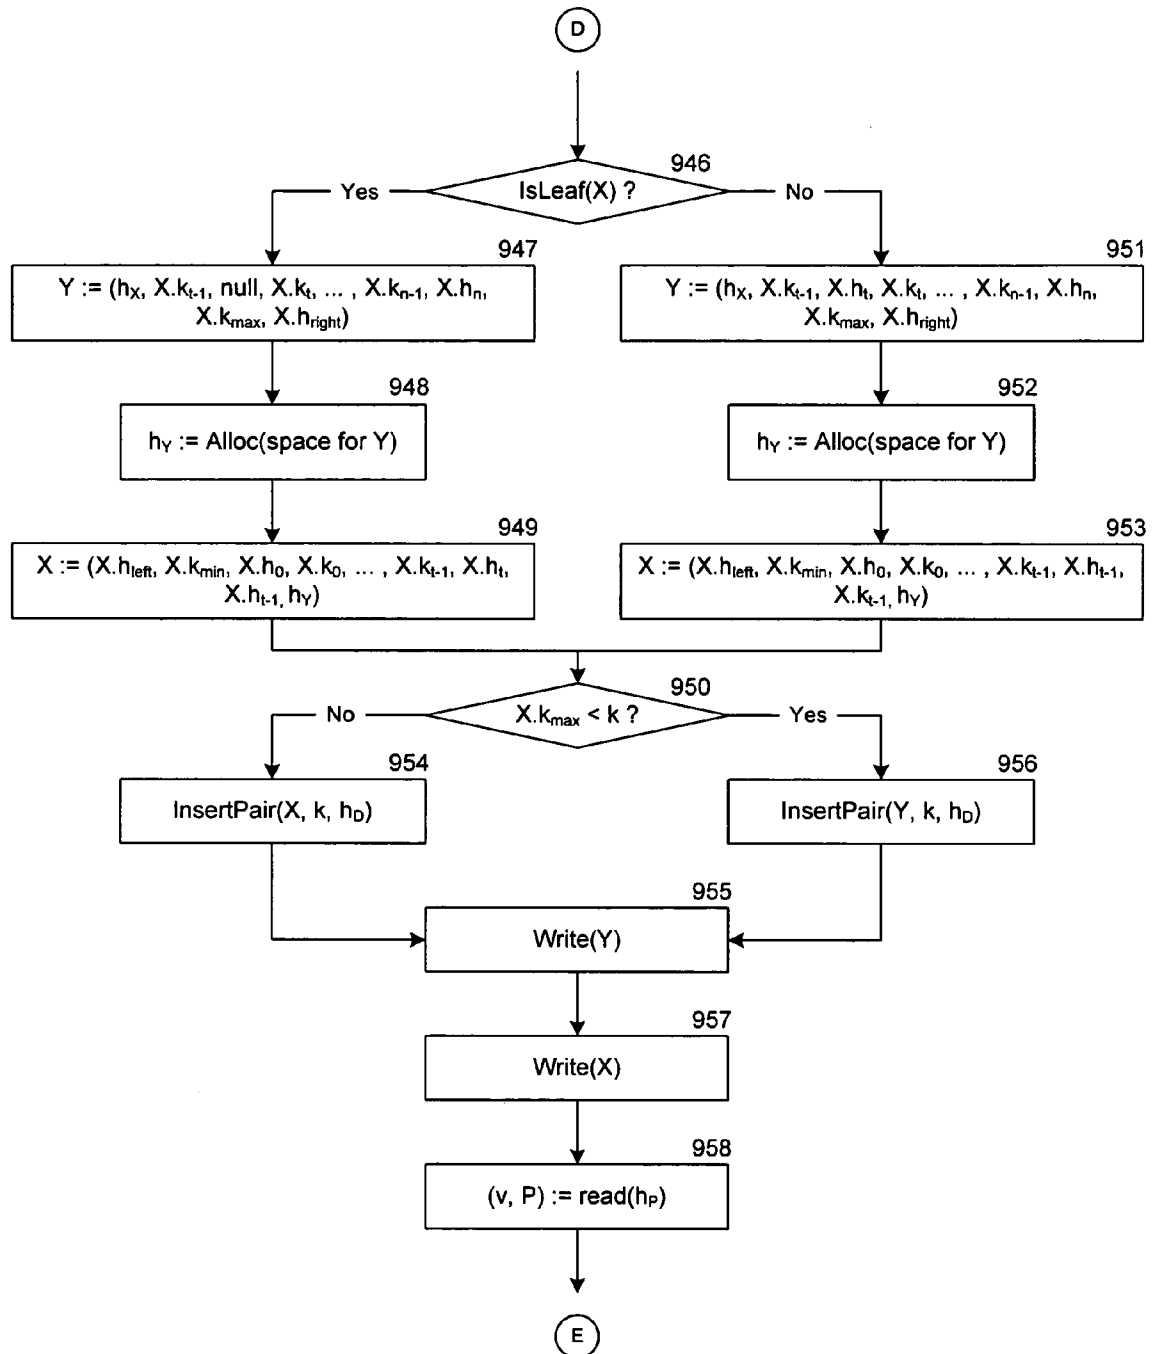 D
946
IsLeaf(X) ?
Yes
No
947
Y := (hX, X.kt-1, null, X.kt, ... , X.kn-1, X.hn,
X.kmax, X.hright)
951
Y := (hX, X.kt-1, X.ht, X.kt, ... , X.kn-1, X.hn,
X.kmax, X.hright)
948
hY := Alloc(space for Y)
952
hY := Alloc(space for Y)
949
X := (X.hleft, X.kmin, X.h0, X.k0, ... , X.kt-1, X.ht,
X.ht-1, hY)
953
X := (X.hleft, X.kmin, X.h0, X.k0, ... , X.kt-1, X.ht-1,
X.kt-1, hY)
950
X.kmax < k ?
No
Yes
954
InsertPair(X, k, hD)
956
InsertPair(Y, k, hD)
955
Write(Y)
957
Write(X)
958
(v, P) := read(hP)
E